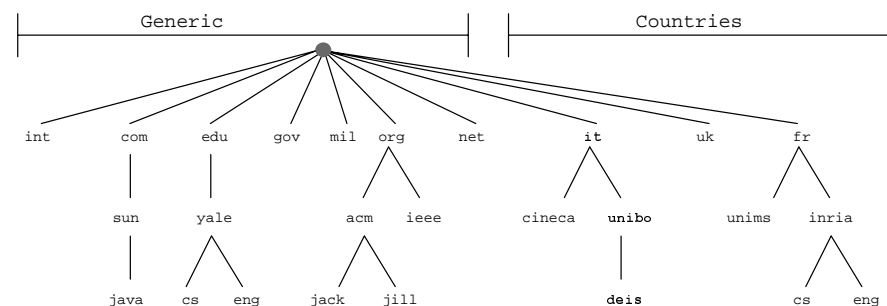 Generic Countries
int com edu gov mil org net it uk fr
sun yale acm ieee cineca unibo unims inria
java cs eng jack jill deis cs eng